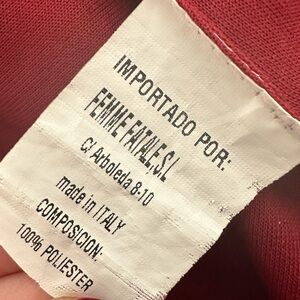 IMPORTADO POR:
FEMME FATALE, S.L
C/ Arboleda 8-10
made in ITALY
COMPOSICION:
100% POLIESTER